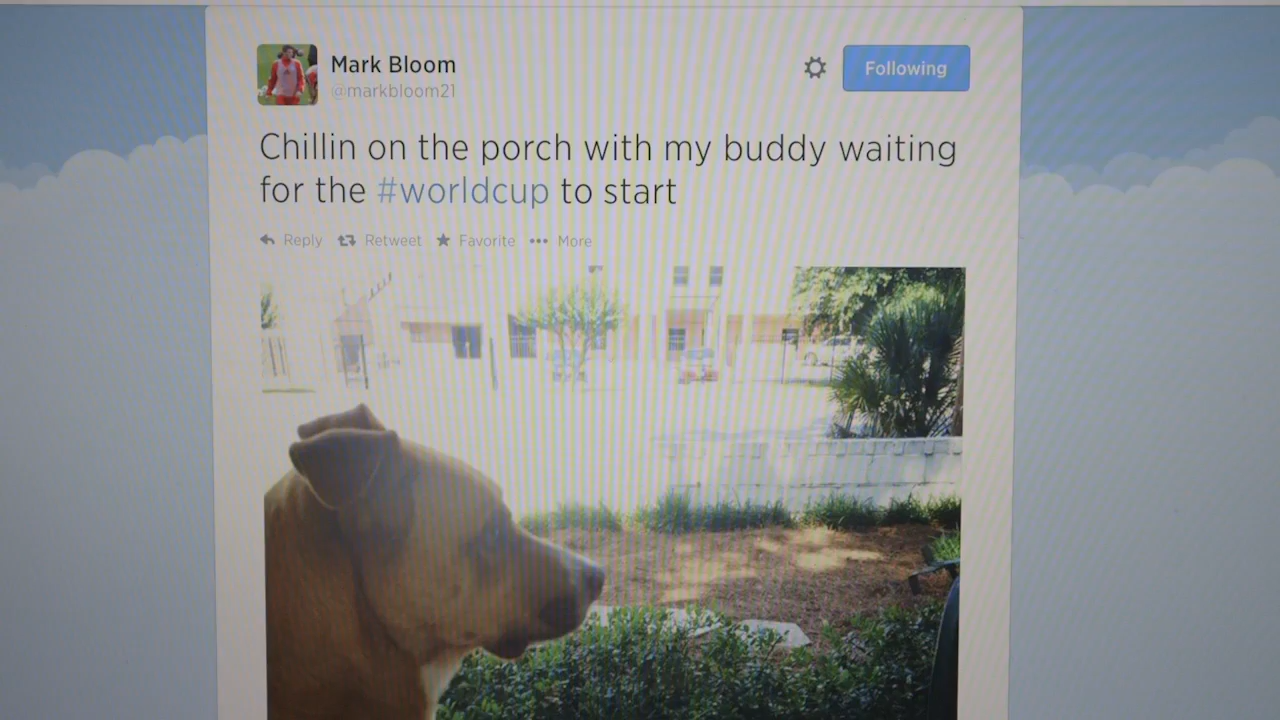 Mark Bloom
@markbloom21
Following
Chillin on the porch with my buddy waiting
for the #worldcup to start
Reply Retweet Favorite More